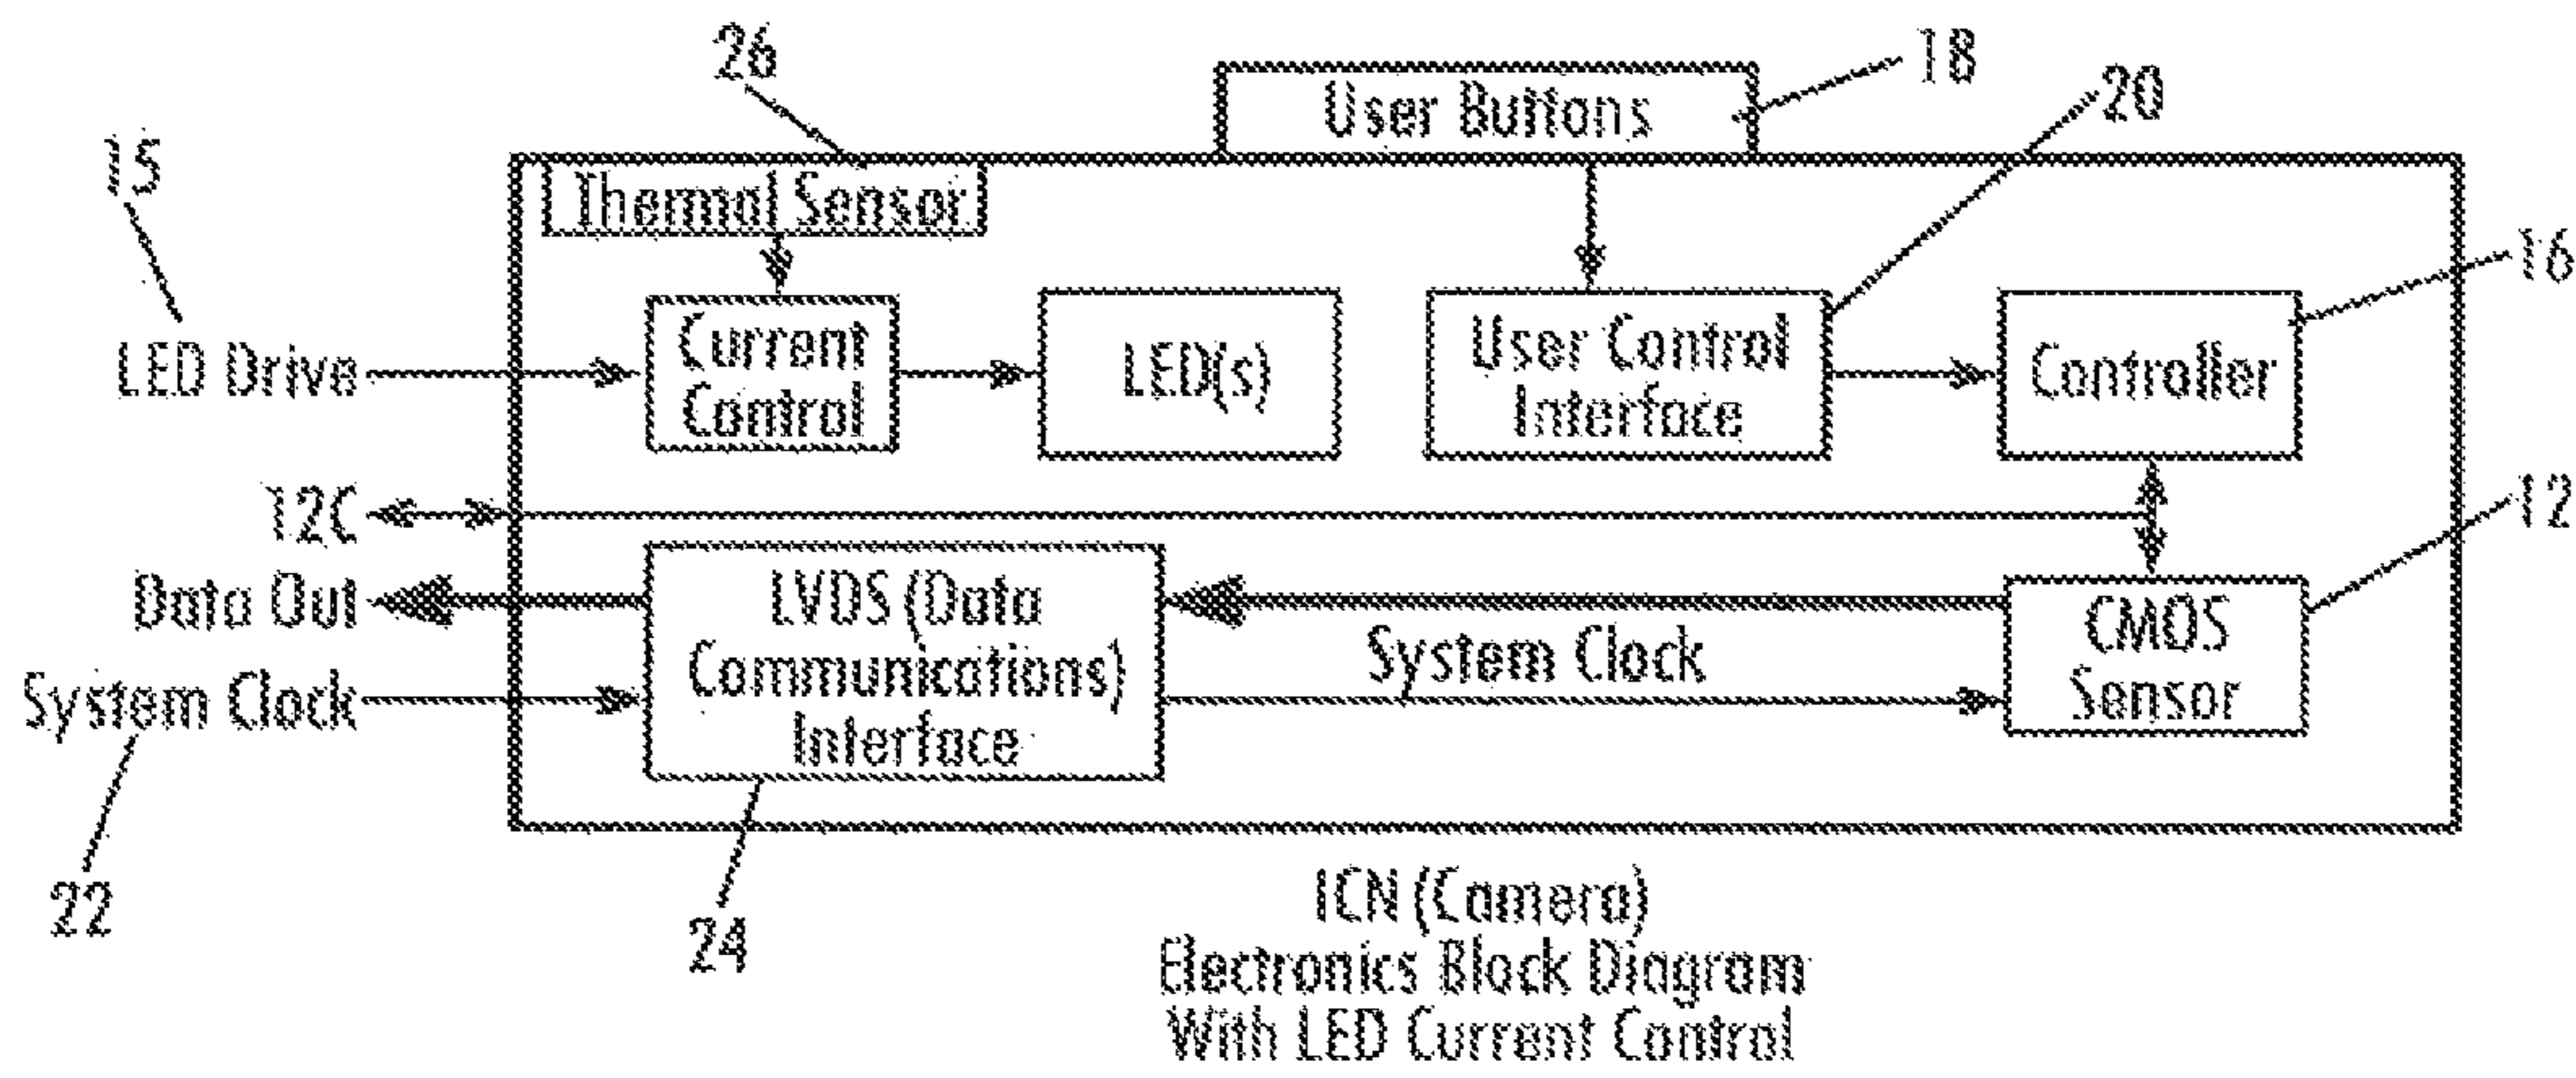 26
18
User Buttons
20
15
Thermal Sensor
16
Current
Control
LED(s)
User Control
Interface
Controller
LED Drive
I2C
12
Data Out
LVDS (Data
Communications)
Interface
System Clock
CMOS
Sensor
System Clock
22
24
ICN (Camera)
Electronics Block Diagram
With LED Current Control